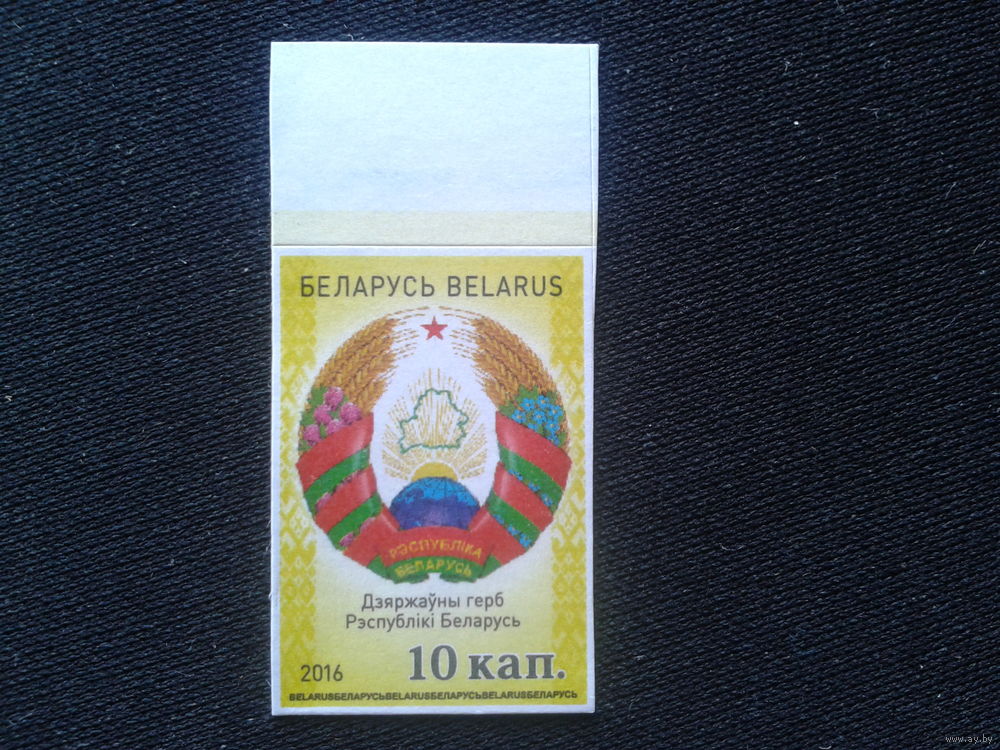 БЕЛАРУСЬ BELARUS
РЭСПУБЛІКА
БЕЛАРУСЬ
Дзяржаўны герб
Рэспублікі Беларусь
2016 10 кап.
BELARUSБЕЛАРУСЬBELARUSБЕЛАРУСЬBELARUSБЕЛАРУСЬ
www.ay.by